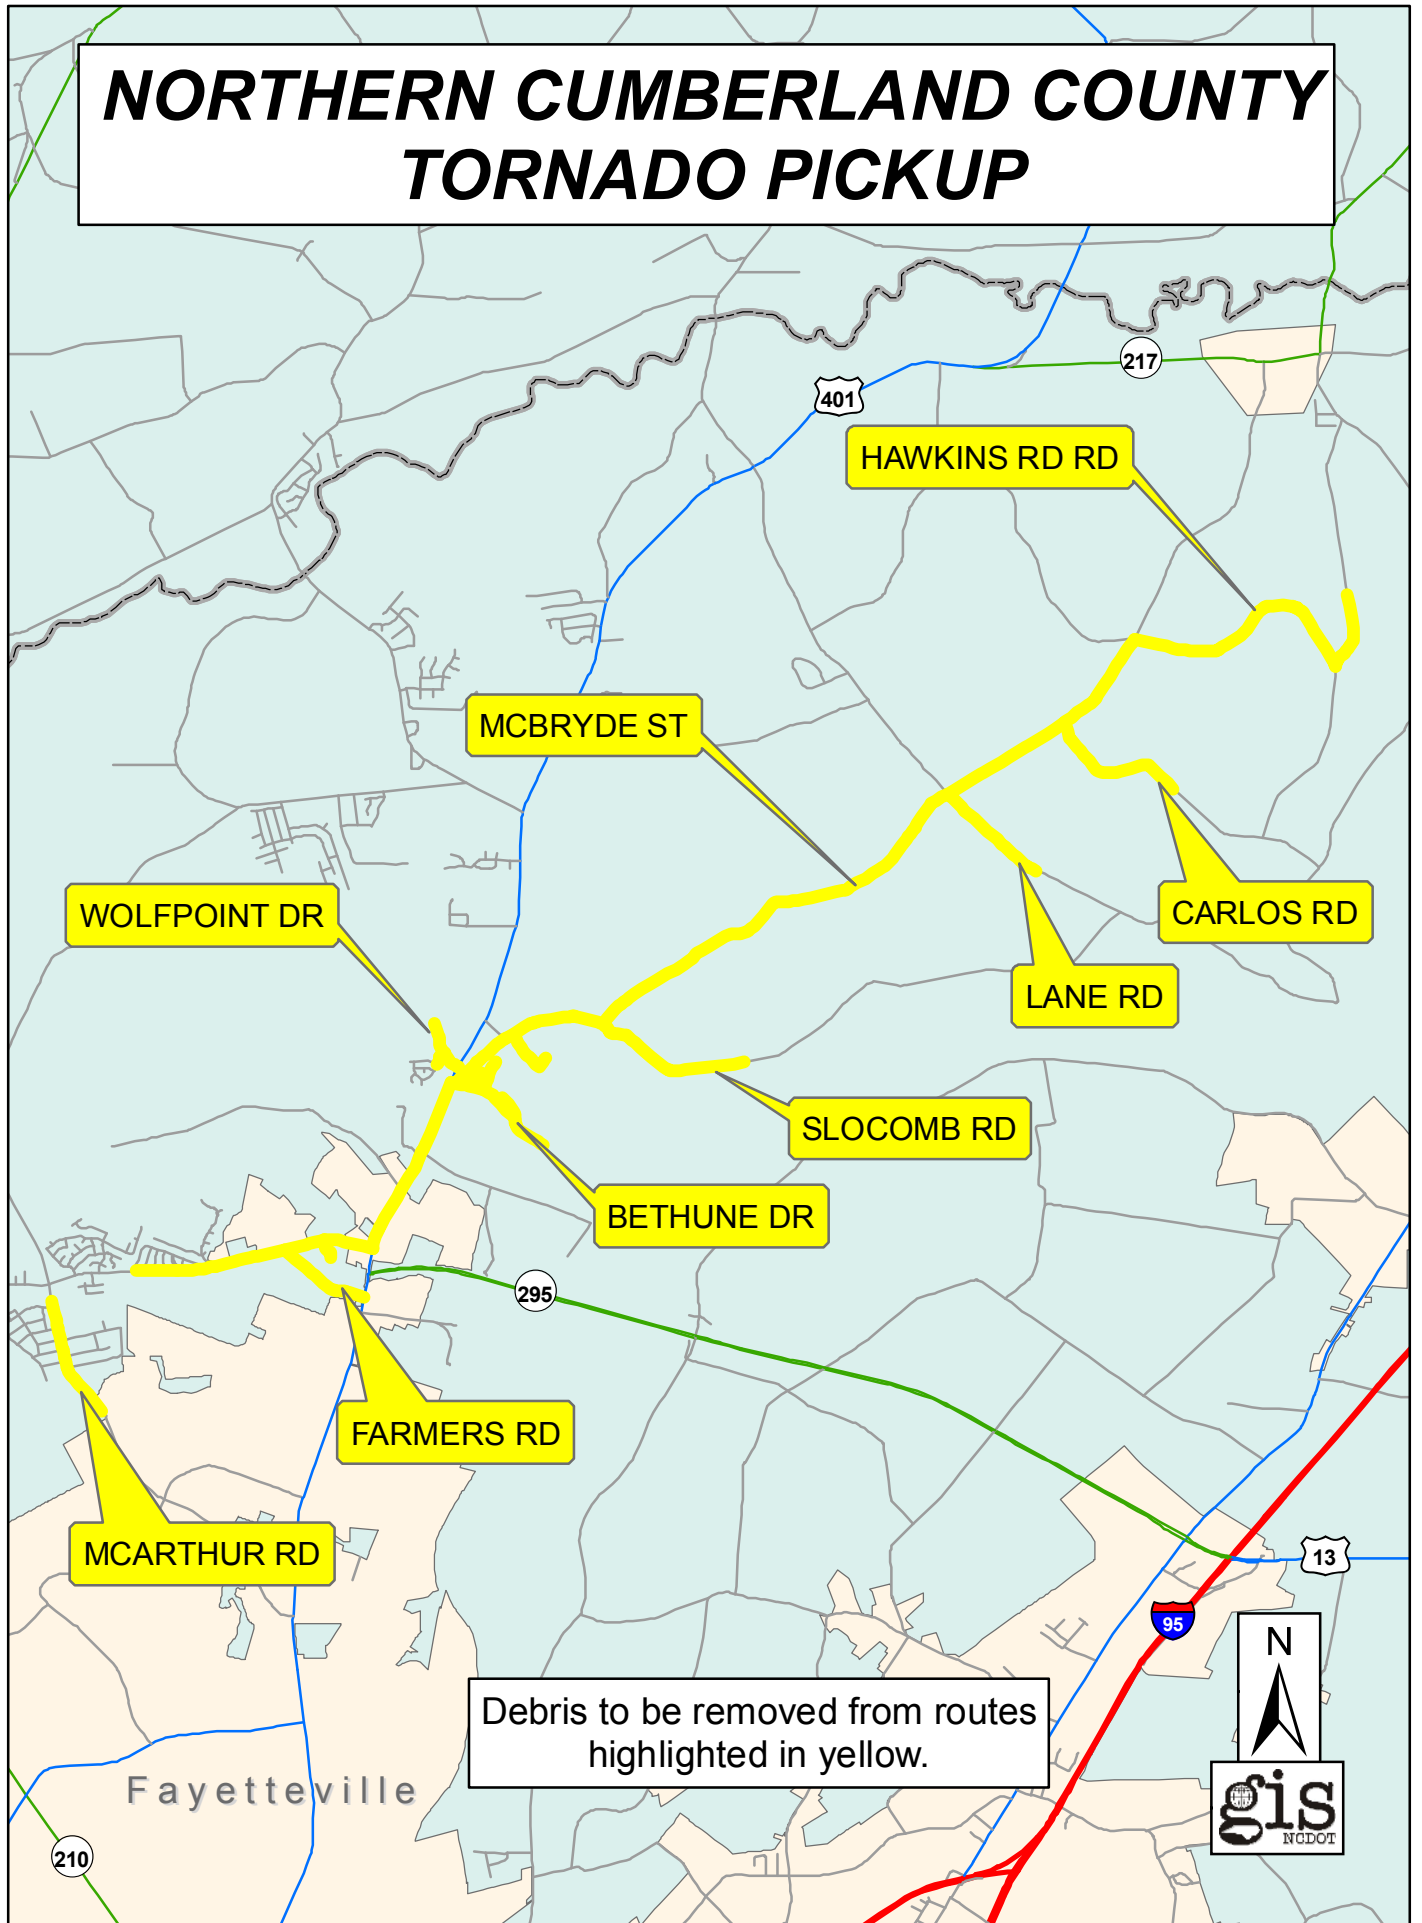 NORTHERN CUMBERLAND COUNTY
TORNADO PICKUP
217
401
HAWKINS RD RD
MCBRYDE ST
WOLFPOINT DR
CARLOS RD
LANE RD
SLOCOMB RD
BETHUNE DR
295
FARMERS RD
MCARTHUR RD
13
95
N
Debris to be removed from routes
highlighted in yellow.
Fayetteville
gis
NCDOT
210